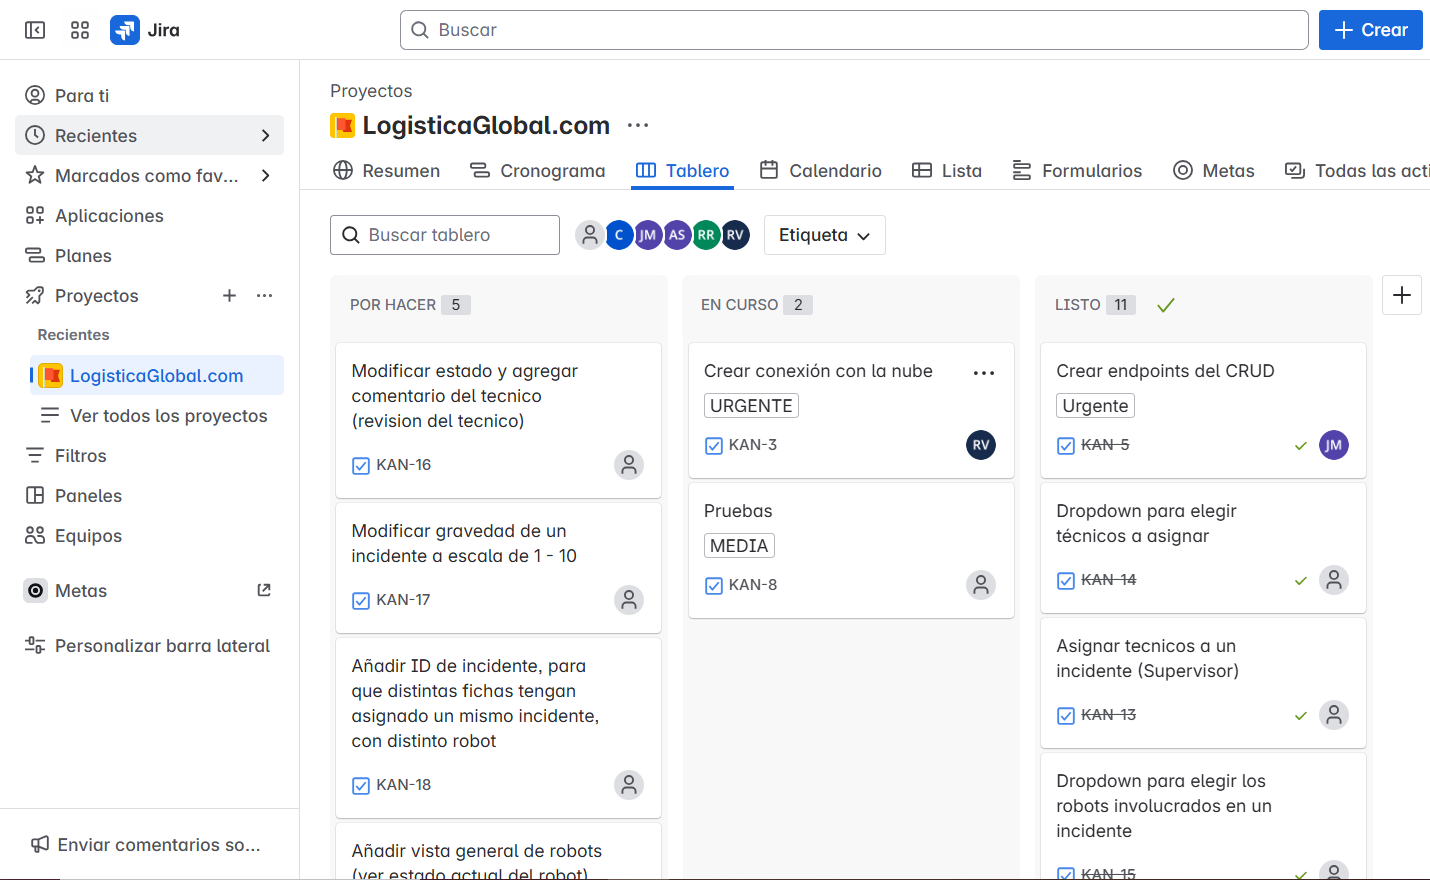 Jira
Buscar
Crear
Para ti
Recientes
Marcados como fav...
Aplicaciones
Planes
Proyectos
Recientes
LogisticaGlobal.com
Ver todos los proyectos
Filtros
Paneles
Equipos
Metas
Personalizar barra lateral
Enviar comentarios so...
Proyectos
LogisticaGlobal.com
Resumen
Cronograma
Tablero
Calendario
Lista
Formularios
Metas
Todas las acti
Buscar tablero
C
JM
AS
RR
RV
Etiqueta
POR HACER 5
Modificar estado y agregar
comentario del tecnico
(revision del tecnico)
KAN-16
Modificar gravedad de un
incidente a escala de 1 - 10
KAN-17
Añadir ID de incidente, para
que distintas fichas tengan
asignado un mismo incidente,
con distinto robot
KAN-18
Añadir vista general de robots
(ver estado actual del robot)
EN CURSO 2
Crear conexión con la nube
URGENTE
KAN-3
RV
Pruebas
MEDIA
KAN-8
LISTO 11
Crear endpoints del CRUD
Urgente
KAN-5
JM
Dropdown para elegir
técnicos a asignar
KAN-14
Asignar tecnicos a un
incidente (Supervisor)
KAN-13
Dropdown para elegir los
robots involucrados en un
incidente
KAN-15